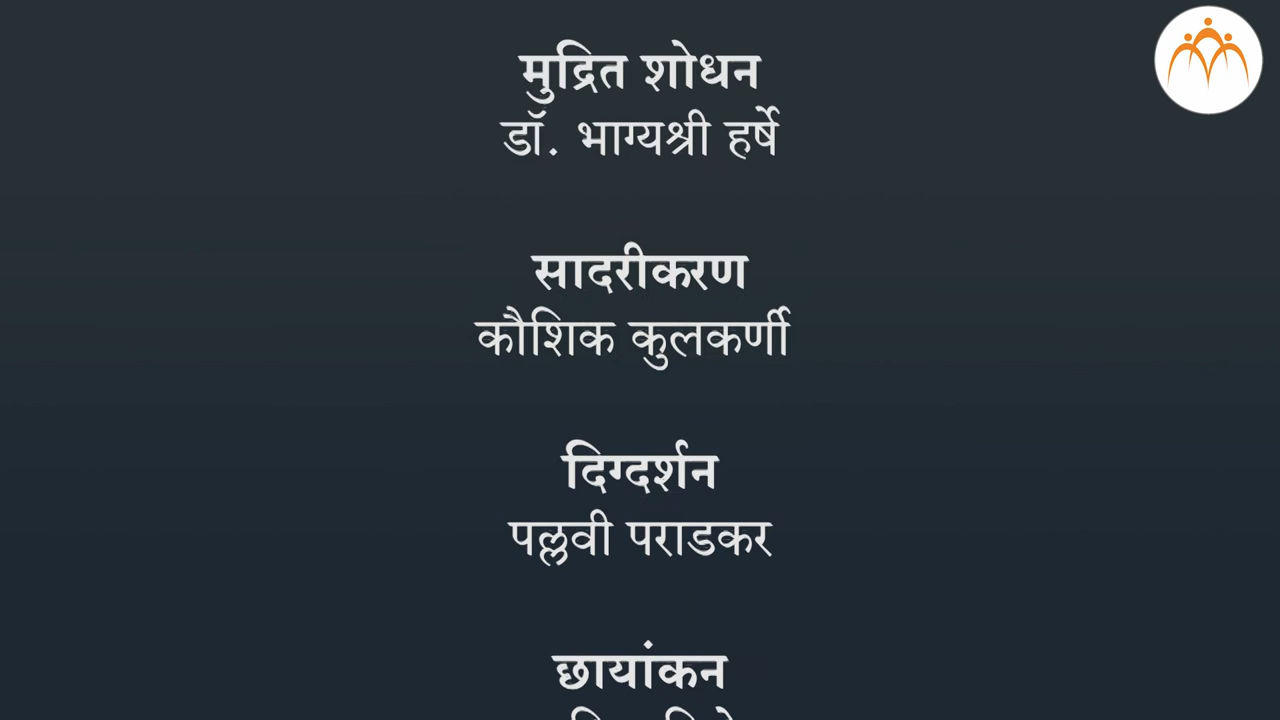 मुद्रित शोधन
डॉ. भाग्यश्री हर्षे
सादरीकरण
कौशिक कुलकर्णी
दिग्दर्शन
पल्लवी पराडकर
छायांकन